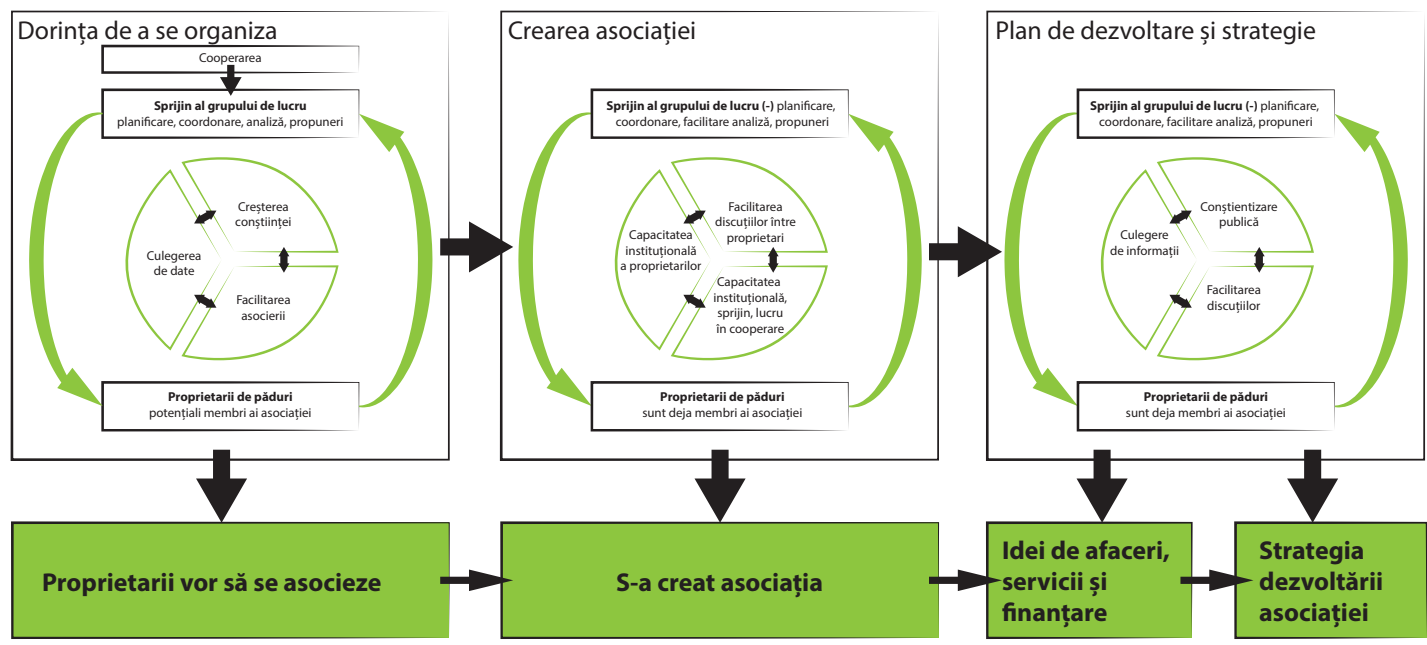 Dorința de a se organiza
Cooperarea
Sprijin al grupului de lucru
planificare, coordonare, analiză, propuneri
Creșterea
conștiinței
Culegerea
de date
Facilitarea
asocierii
Proprietarii de păduri
potențiali membri ai asociației
Crearea asociației
Sprijin al grupului de lucru (-) planificare,
coordonare, facilitare analiză, propuneri
Facilitarea
discuțiilor între
proprietari
Capacitatea
instituțională
a proprietarilor
Capacitatea
instituțională,
sprijin, lucru
în cooperare
Proprietarii de păduri
sunt deja membri ai asociației
Plan de dezvoltare și strategie
Sprijin al grupului de lucru (-) planificare,
coordonare, facilitare analiză, propuneri
Conștientizare
publică
Culegere
de informații
Facilitarea
discuțiilor
Proprietarii de păduri
sunt deja membri ai asociației
Proprietarii vor să se asocieze
S-a creat asociația
Idei de afaceri,
servicii și
finanțare
Strategia
dezvoltării
asociației